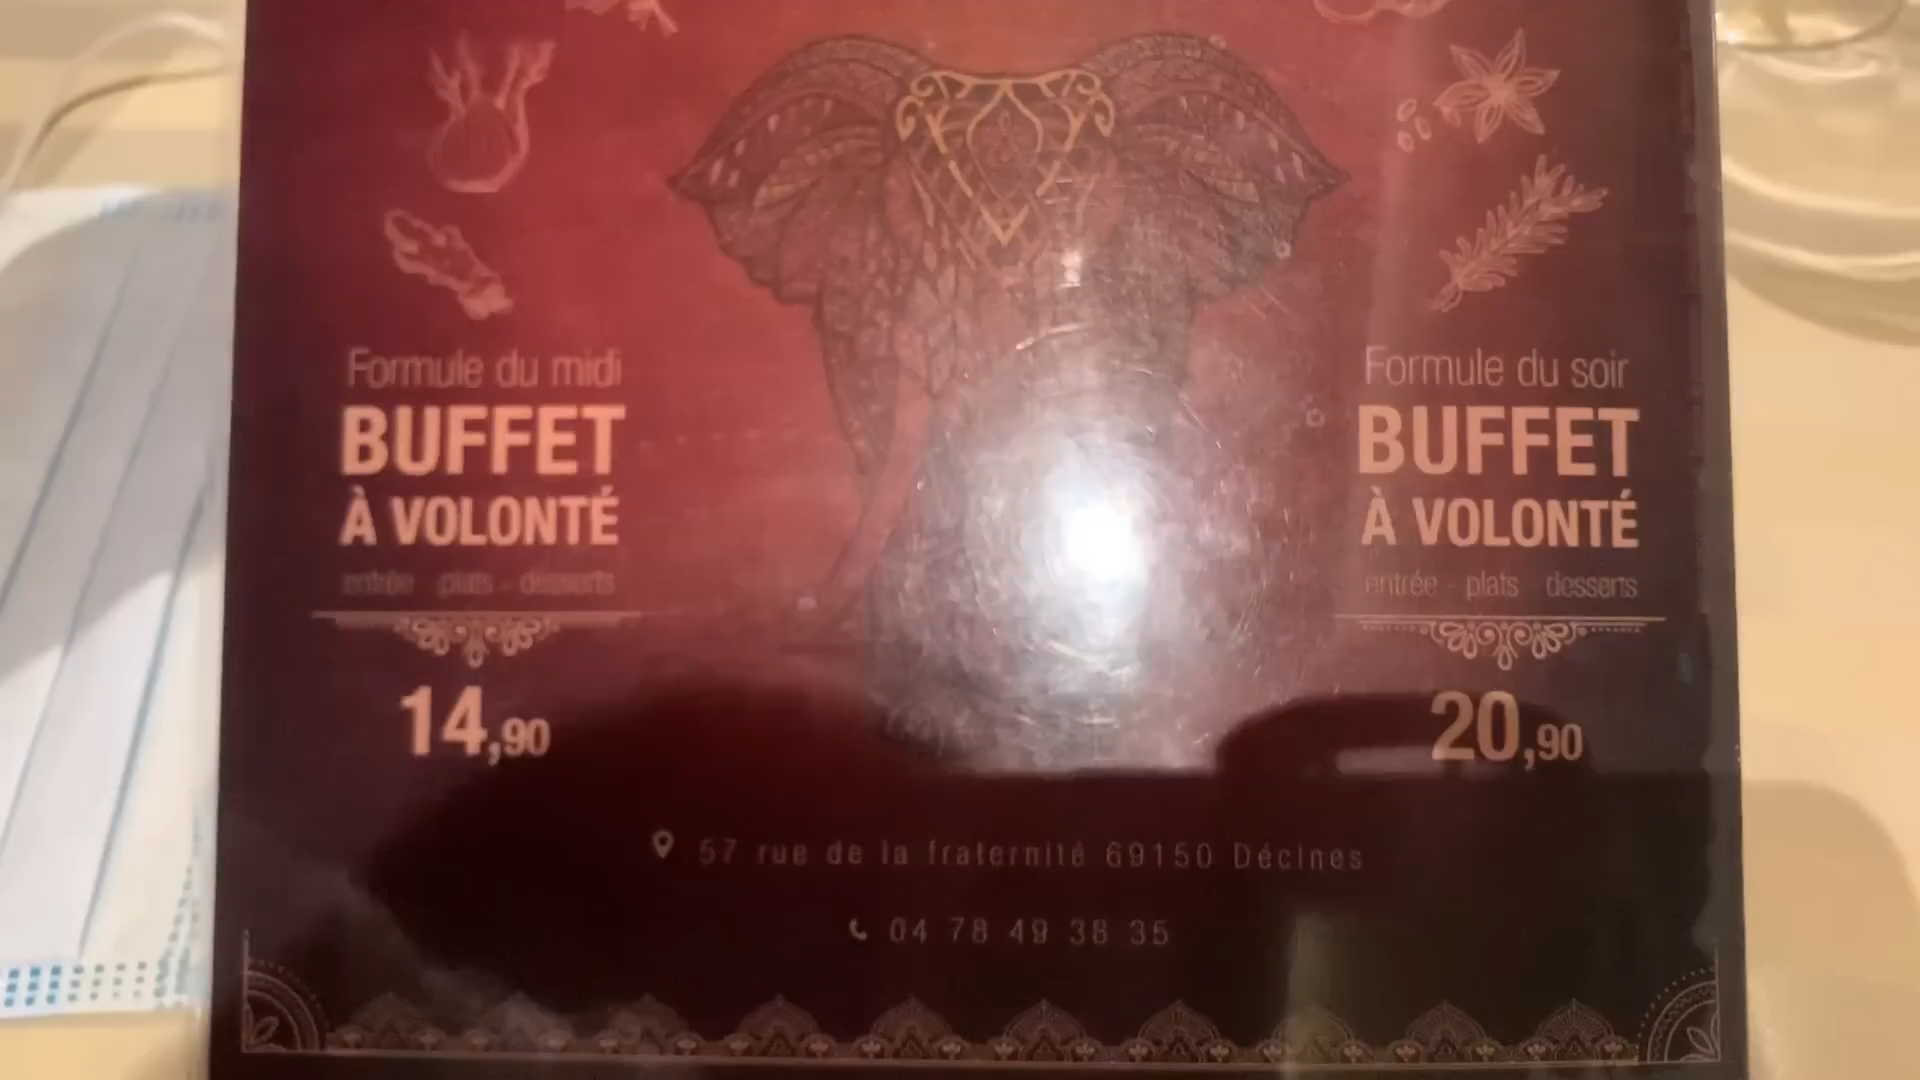 Formule du midi
BUFFET
À VOLONTÉ
entrée - plats - desserts
14,90
Formule du soir
BUFFET
À VOLONTÉ
entrée - plats - desserts
20,90
57 rue de la fraternité 69150 Décines
04 78 49 38 35